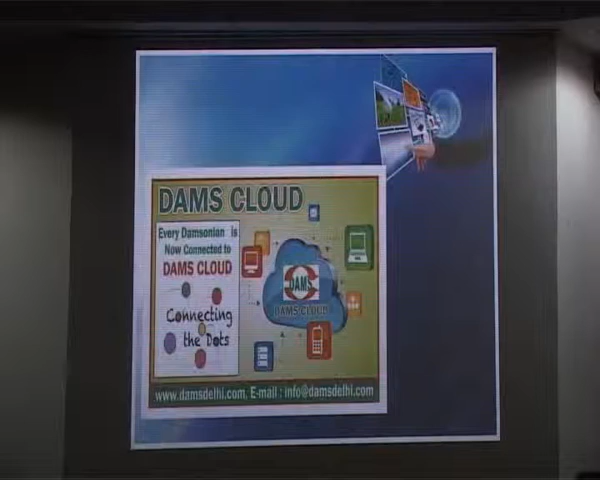 DAMS CLOUD
Every Damsonian is
Now Connected to
DAMS CLOUD
Connecting
the Dots
DAMS
DAMS CLOUD
www.damsdelhi.com, E-mail : info@damsdelhi.com